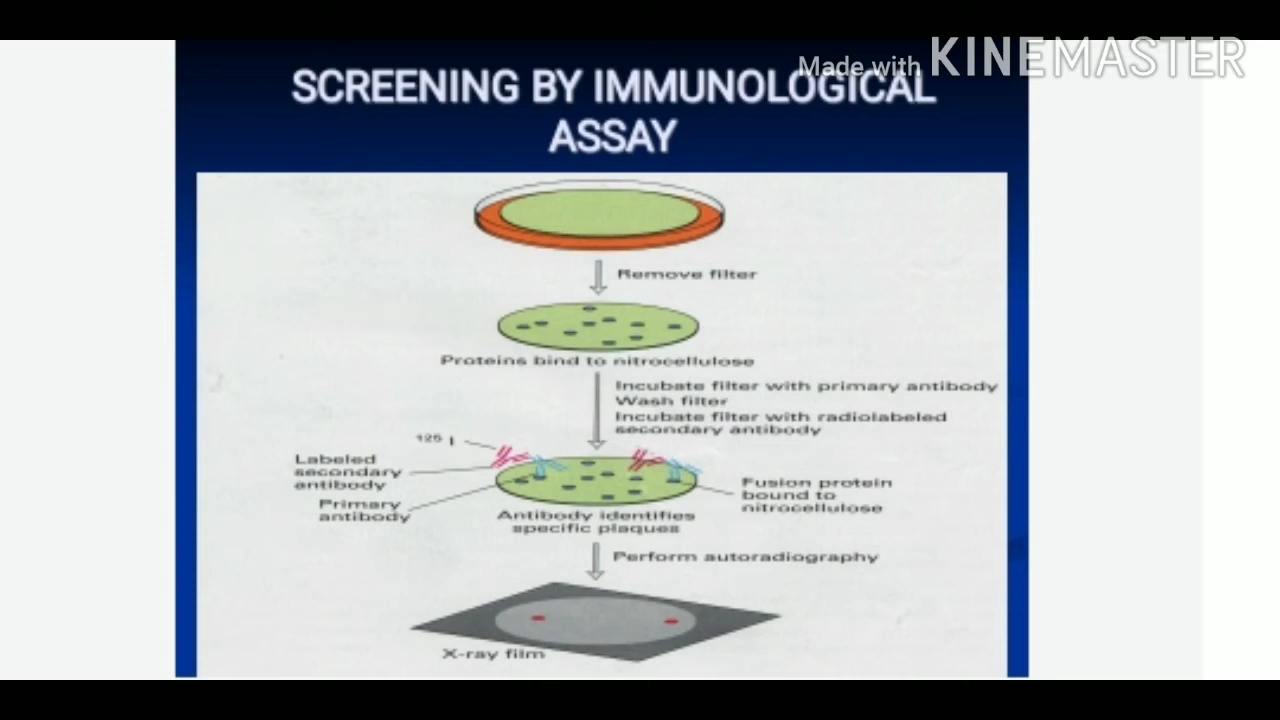 Made with KINEMASTER
SCREENING BY IMMUNOLOGICAL
ASSAY
Remove filter
Proteins bind to nitrocellulose
Incubate filter with primary antibody
Wash filter
Incubate filter with radiolabeled
secondary antibody
125 I
Labeled
secondary
antibody
Primary
antibody
Fusion protein
bound to
nitrocellulose
Antibody identifies
specific plaques
Perform autoradiography
X-ray film